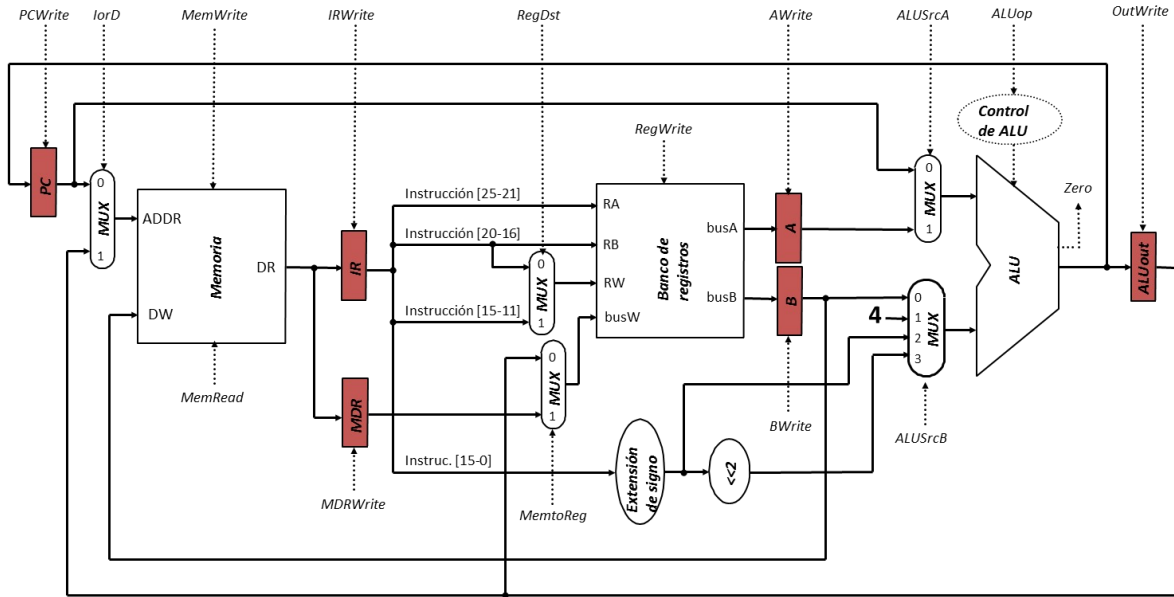 PCWrite
IorD
MemWrite
IRWrite
RegDst
AWrite
ALUSrcA
ALUop
OutWrite
Control
de ALU
RegWrite
PC
0
MUX
1
ADDR
DW
Memoria
DR
MemRead
IR
MDR
MDRWrite
Instrucción [25-21]
Instrucción [20-16]
Instrucción [15-11]
Instruc. [15-0]
0
MUX
1
0
MUX
1
MemtoReg
RA
RB
RW
busW
Banco de
registros
busA
busB
A
B
BWrite
Extensión
de signo
<<2
0
MUX
1
4
0
1
2
3
MUX
ALUSrcB
ALU
Zero
ALUout